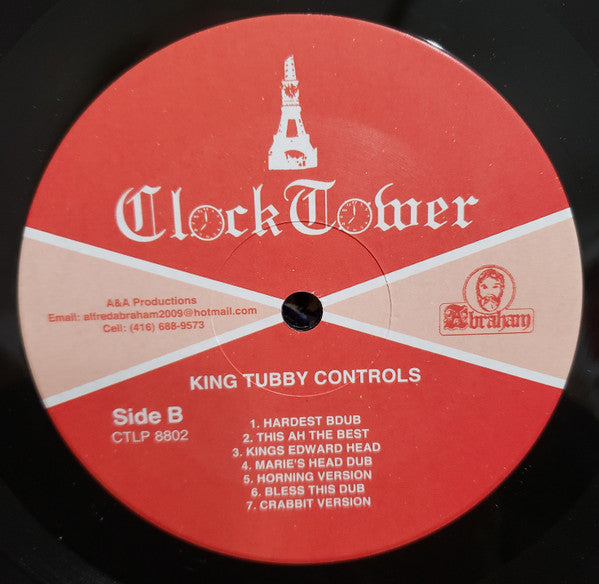 Clock Tower
A&A Productions
Email: alfredabraham2009@hotmail.com
Cell: (416) 688-9573
Abraham
KING TUBBY CONTROLS
Side B
CTLP 8802
1. HARDEST BDUB
2. THIS AH THE BEST
3. KINGS EDWARD HEAD
4. MARIE'S HEAD DUB
5. HORNING VERSION
6. BLESS THIS DUB
7. CRABBIT VERSION